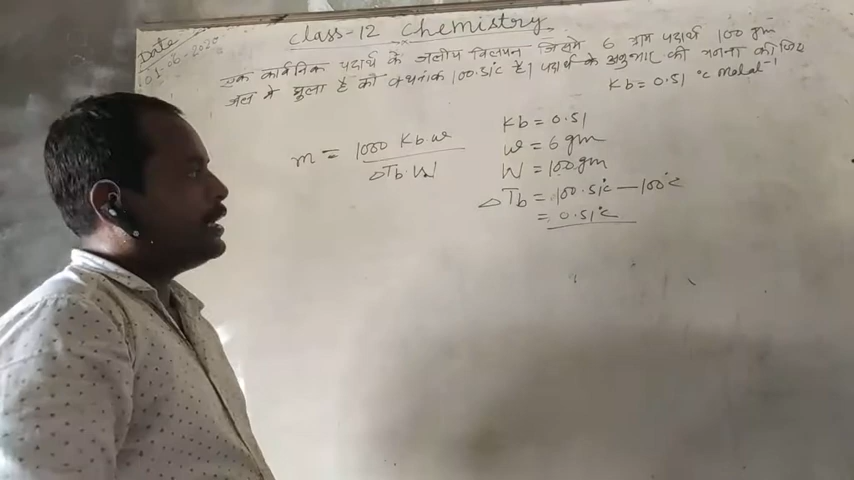 Class-12 Chemistry
Date
01-06-2020
एक कार्बनिक पदार्थ के जलीय विलयन जिसमे 6 ग्राम पदार्थ 100 gm
जल मे घुला है की क्वथनांक 100.51°C है। पदार्थ के अणुभार की गणना कीजिए
Kb = 0.51 °C Molal⁻¹
m = 1000 Kb. w / ΔTb. W
Kb = 0.51
w = 6 gm
W = 100 gm
ΔTb = 100.51°C — 100°C
= 0.51°C